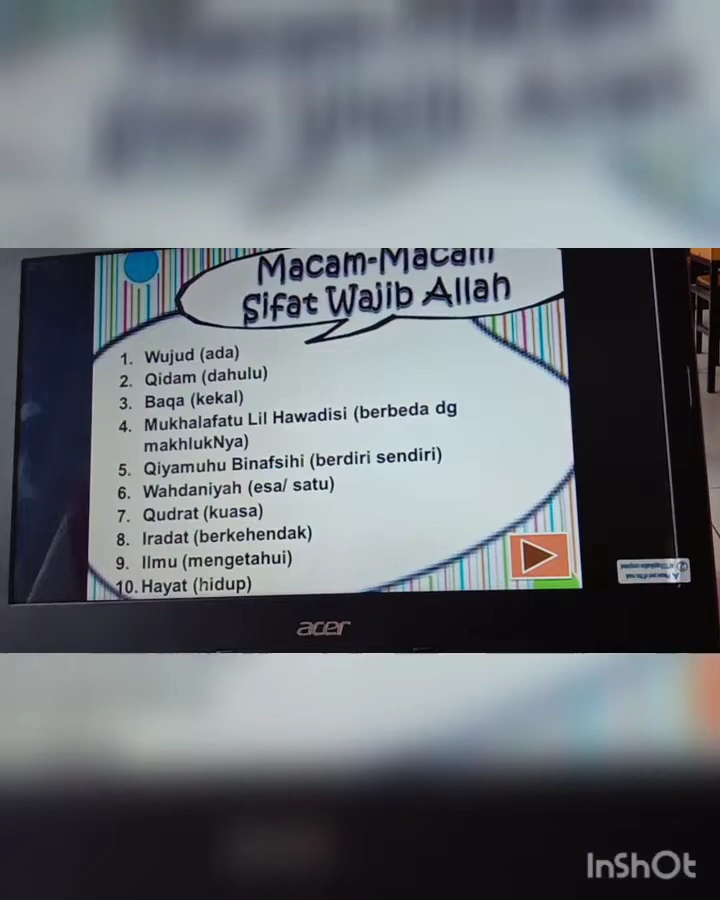 Macam-Macam
Sifat Wajib Allah
1. Wujud (ada)
2. Qidam (dahulu)
3. Baqa (kekal)
4. Mukhalafatu Lil Hawadisi (berbeda dg
makhlukNya)
5. Qiyamuhu Binafsihi (berdiri sendiri)
6. Wahdaniyah (esa/ satu)
7. Qudrat (kuasa)
8. Iradat (berkehendak)
9. Ilmu (mengetahui)
10. Hayat (hidup)
acer
InShOt